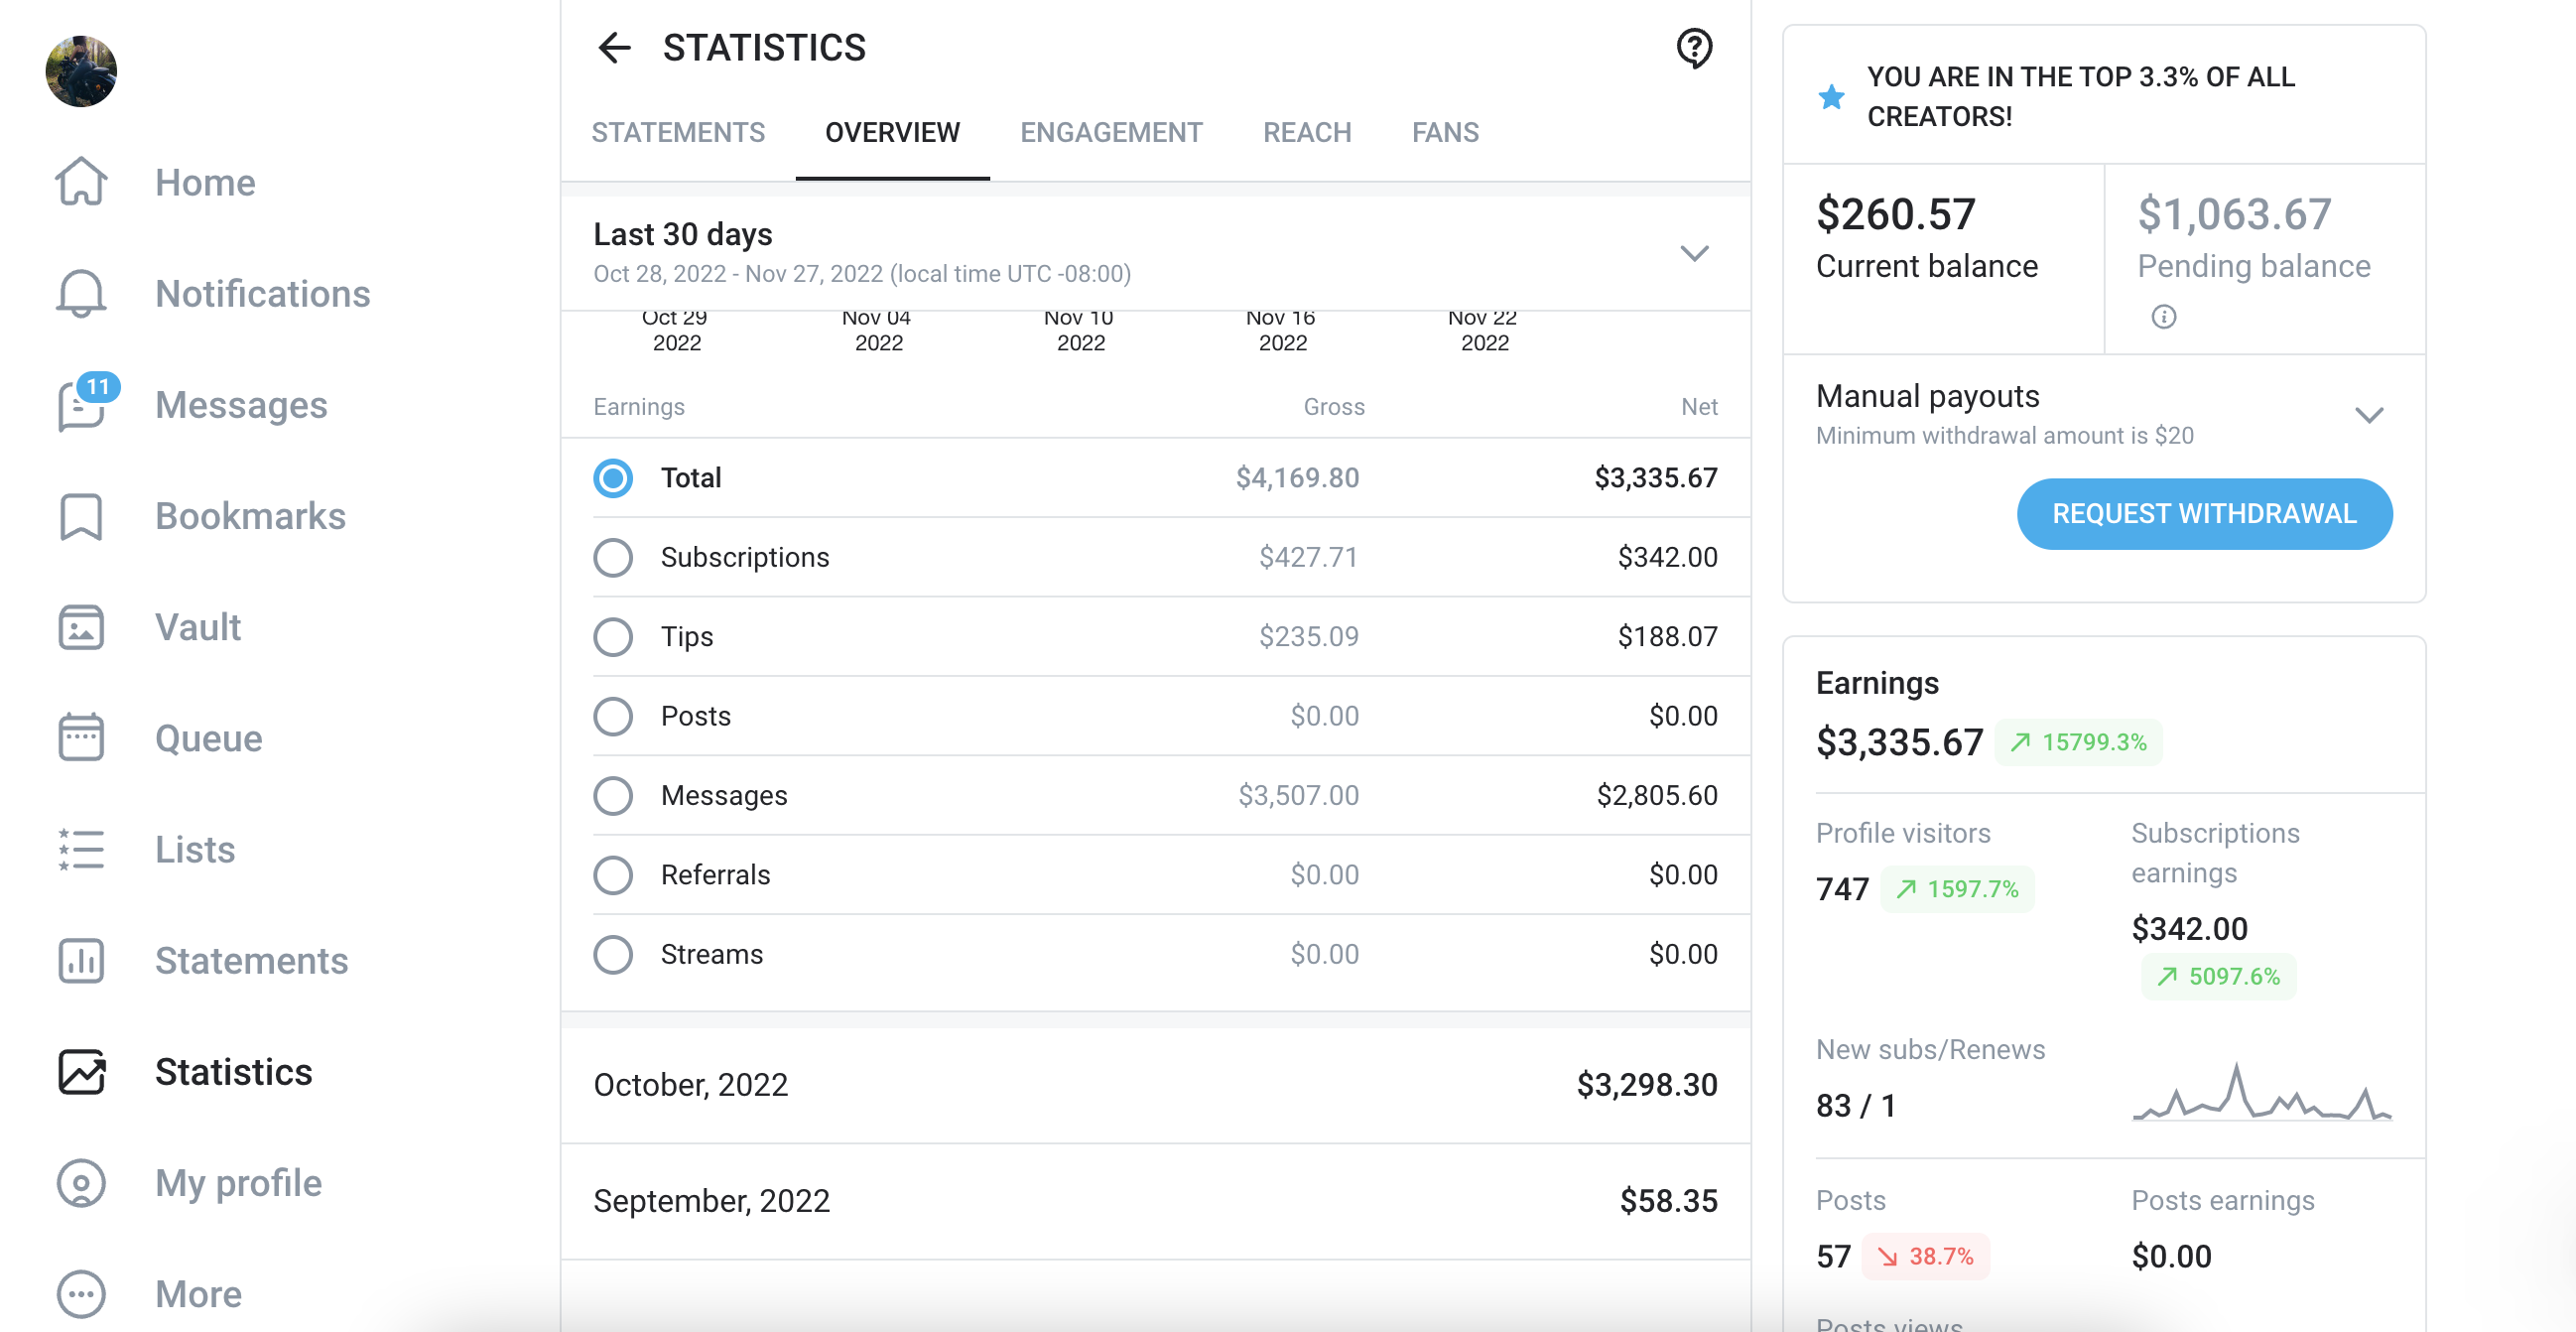 Home
Notifications
11
Messages
Bookmarks
Vault
Queue
Lists
Statements
Statistics
My profile
More
STATISTICS
STATEMENTS OVERVIEW ENGAGEMENT REACH FANS
Last 30 days
Oct 28, 2022 - Nov 27, 2022 (local time UTC -08:00)
Oct 29 Nov 04 Nov 10 Nov 16 Nov 22
2022 2022 2022 2022 2022
Earnings Gross Net
Total $4,169.80 $3,335.67
Subscriptions $427.71 $342.00
Tips $235.09 $188.07
Posts $0.00 $0.00
Messages $3,507.00 $2,805.60
Referrals $0.00 $0.00
Streams $0.00 $0.00
October, 2022 $3,298.30
September, 2022 $58.35
YOU ARE IN THE TOP 3.3% OF ALL
CREATORS!
$260.57 $1,063.67
Current balance Pending balance
Manual payouts
Minimum withdrawal amount is $20
REQUEST WITHDRAWAL
Earnings
$3,335.67 15799.3%
Profile visitors
747 1597.7%
Subscriptions
earnings
$342.00
5097.6%
New subs/Renews
83 / 1
Posts Posts earnings
57 38.7% $0.00
Posts views